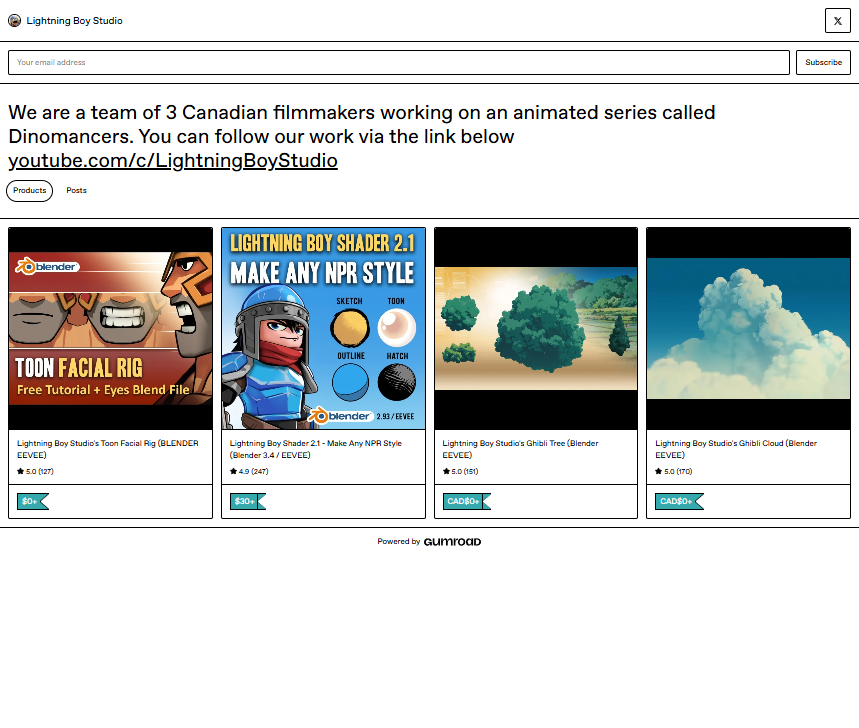 Lightning Boy Studio
Your email address
Subscribe
We are a team of 3 Canadian filmmakers working on an animated series called
Dinomancers. You can follow our work via the link below
youtube.com/c/LightningBoyStudio
Products
Posts
blender
TOON FACIAL RIG
Free Tutorial + Eyes Blend File
Lightning Boy Studio's Toon Facial Rig (BLENDER
EEVEE)
5.0 (127)
$0+
LIGHTNING BOY SHADER 2.1
MAKE ANY NPR STYLE
SKETCH
TOON
OUTLINE
HATCH
blender
2.93 / EEVEE
Lightning Boy Shader 2.1 - Make Any NPR Style
(Blender 3.4 / EEVEE)
4.9 (247)
$30+
Lightning Boy Studio's Ghibli Tree (Blender
EEVEE)
5.0 (151)
CAD$0+
Lightning Boy Studio's Ghibli Cloud (Blender
EEVEE)
5.0 (170)
CAD$0+
Powered by GUMROAD